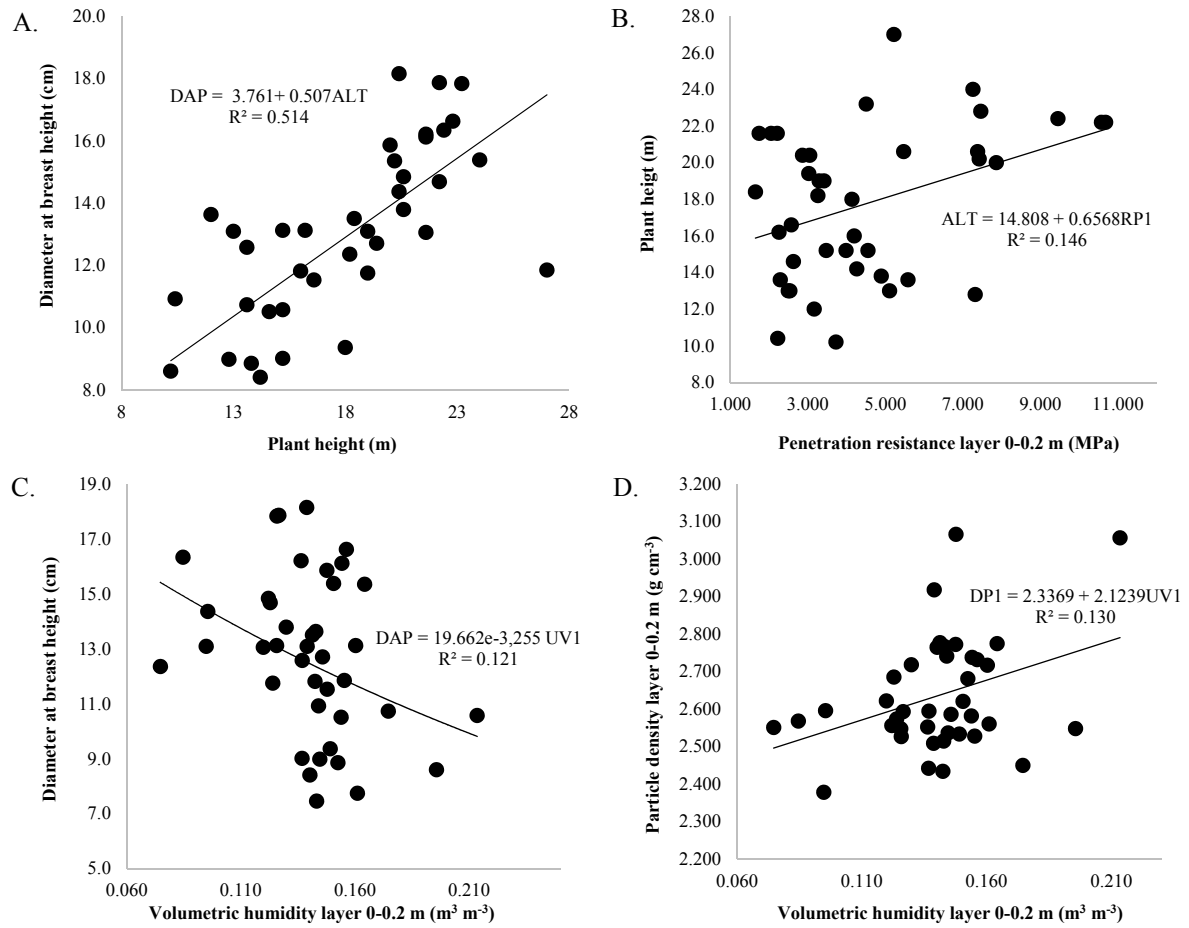 A.
20.0
18.0
16.0
14.0
12.0
10.0
8.0
Diameter at breast height (cm)
DAP = 3.761+ 0.507ALT
R² = 0.514
8 13 18 23 28
Plant height (m)
B.
28.0
26.0
24.0
22.0
20.0
18.0
16.0
14.0
12.0
10.0
8.0
Plant heigt (m)
ALT = 14.808 + 0.6568RP1
R² = 0.146
1.000 3.000 5.000 7.000 9.000 11.000
Penetration resistance layer 0-0.2 m (MPa)
C.
19.0
17.0
15.0
13.0
11.0
9.0
7.0
5.0
Diameter at breast height (cm)
DAP = 19.662e-3,255 UV1
R² = 0.121
0.060 0.110 0.160 0.210
Volumetric humidity layer 0-0.2 m (m³ m⁻³)
D.
3.200
3.100
3.000
2.900
2.800
2.700
2.600
2.500
2.400
2.300
2.200
Particle density layer 0-0.2 m (g cm⁻³)
DP1 = 2.3369 + 2.1239UV1
R² = 0.130
0.060 0.110 0.160 0.210
Volumetric humidity layer 0-0.2 m (m³ m⁻³)